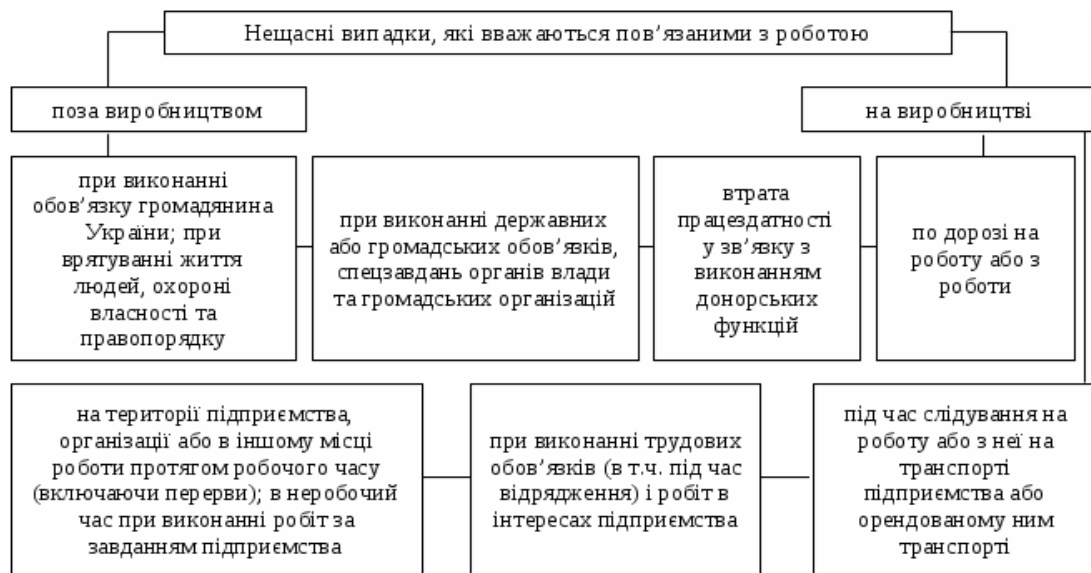 Нещасні випадки, які вважаються пов’язаними з роботою
поза виробництвом
на виробництві
при виконанні
обов’язку громадянина
України; при
врятуванні життя
людей, охороні
власності та
правопорядку
при виконанні державних
або громадських обов’язків,
спецзавдань органів влади
та громадських організацій
втрата
працездатності
у зв’язку з
виконанням
донорських
функцій
по дорозі на
роботу або з
роботи
на території підприємства,
організації або в іншому місці
роботи протягом робочого часу
(включаючи перерви); в неробочий
час при виконанні робіт за
завданням підприємства
при виконанні трудових
обов’язків (в т.ч. під час
відрядження) і робіт в
інтересах підприємства
під час слідування на
роботу або з неї на
транспорті
підприємства або
орендованому ним
транспорті